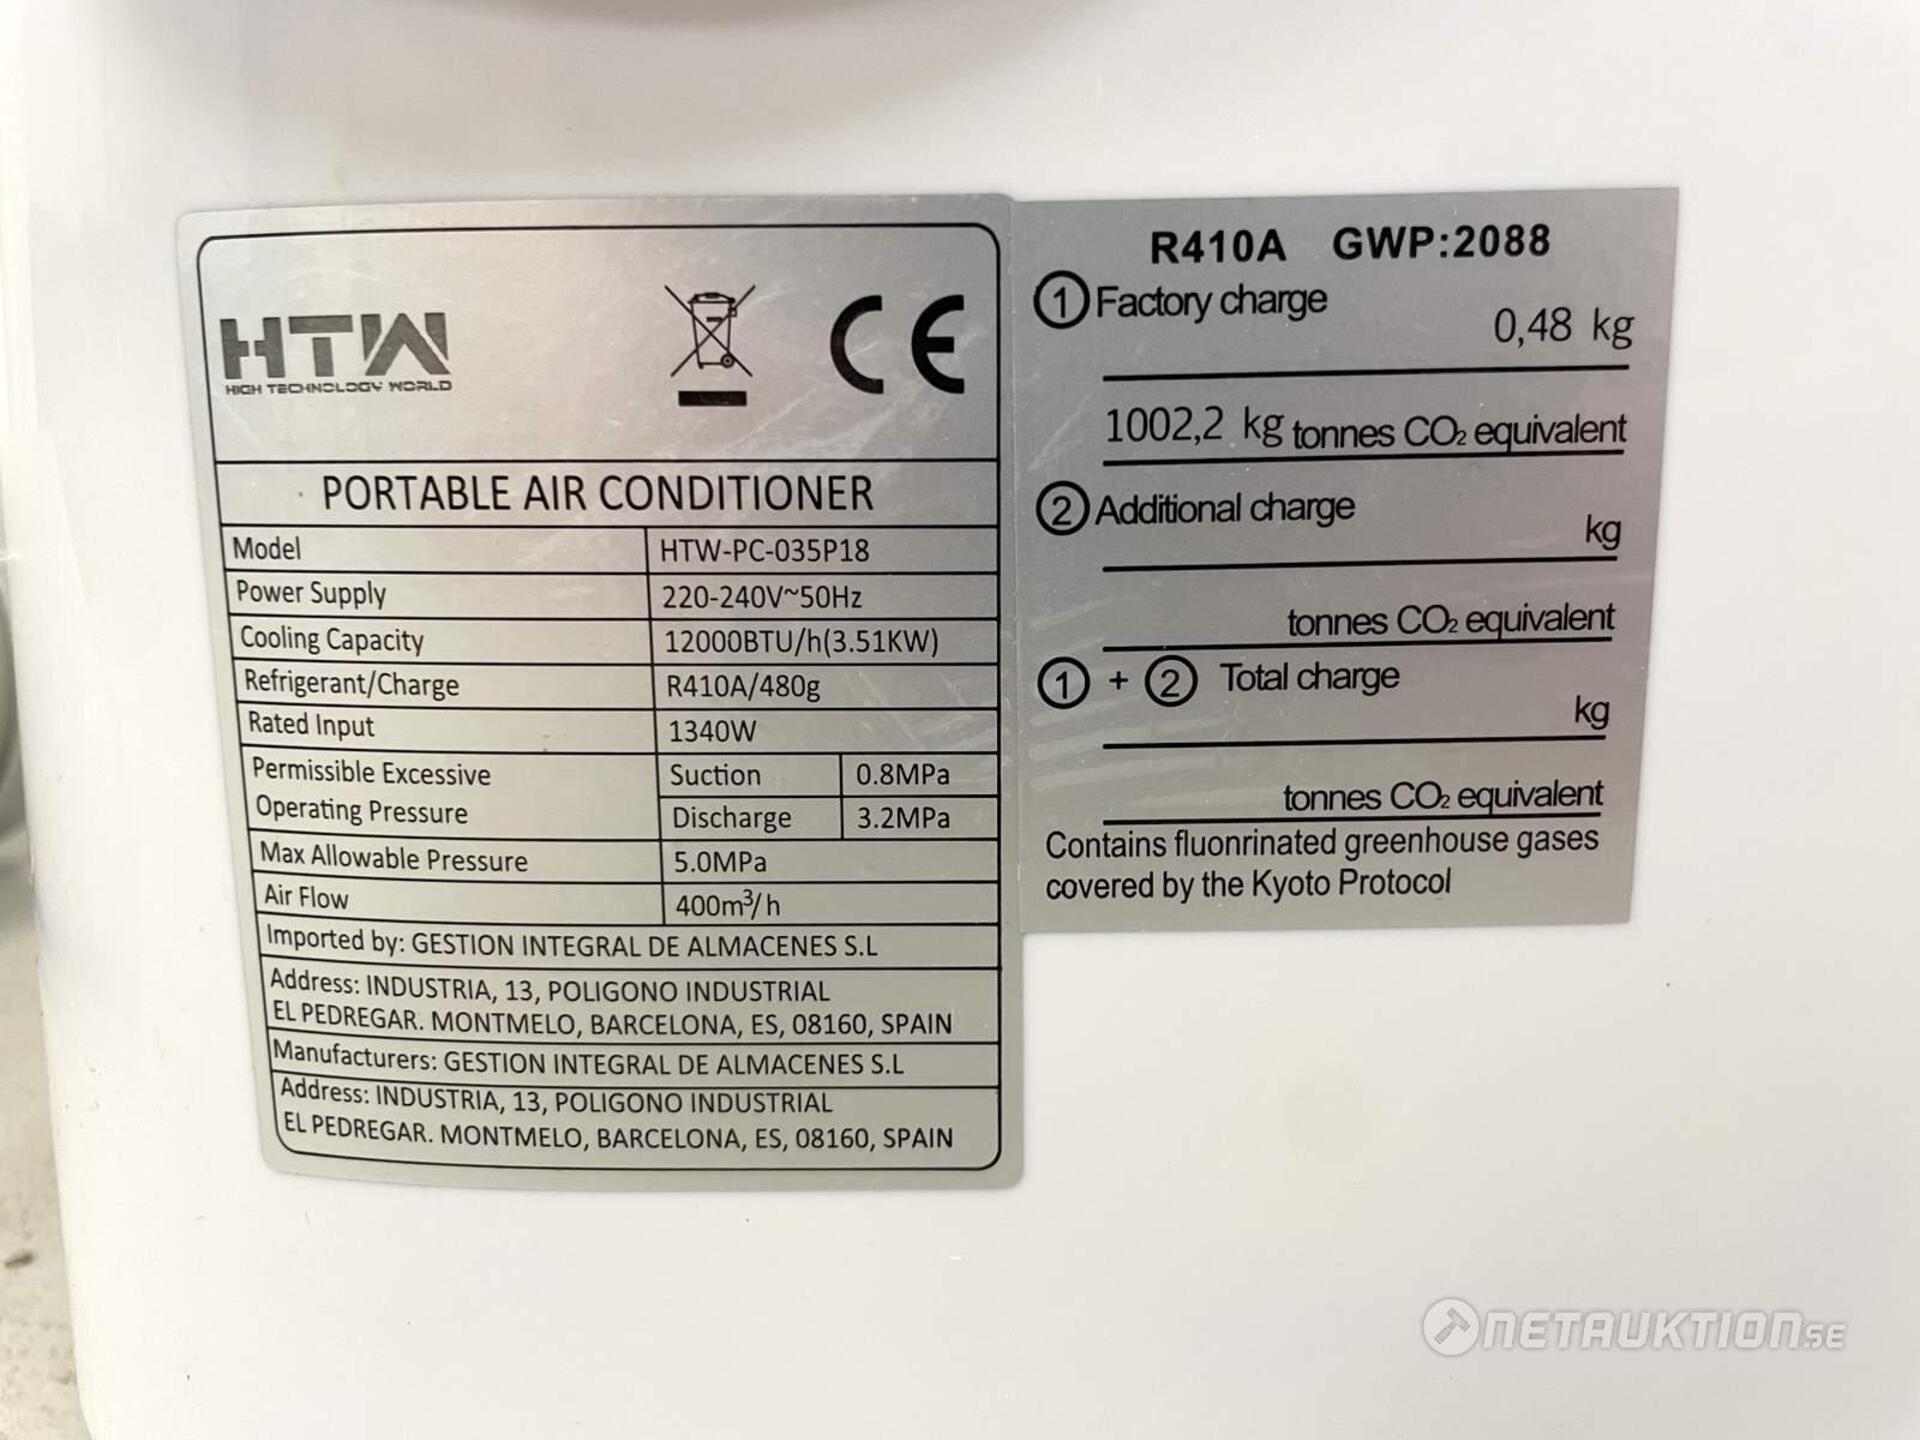 HTW
HIGH TECHNOLOGY WORLD
CE
PORTABLE AIR CONDITIONER
Model HTW-PC-035P18
Power Supply 220-240V~50Hz
Cooling Capacity 12000BTU/h(3.51KW)
Refrigerant/Charge R410A/480g
Rated Input 1340W
Permissible Excessive Operating Pressure Suction 0.8MPa
Discharge 3.2MPa
Max Allowable Pressure 5.0MPa
Air Flow 400m³/h
Imported by: GESTION INTEGRAL DE ALMACENES S.L
Address: INDUSTRIA, 13, POLIGONO INDUSTRIAL
EL PEDREGAR. MONTMELO, BARCELONA, ES, 08160, SPAIN
Manufacturers: GESTION INTEGRAL DE ALMACENES S.L
Address: INDUSTRIA, 13, POLIGONO INDUSTRIAL
EL PEDREGAR. MONTMELO, BARCELONA, ES, 08160, SPAIN
R410A GWP:2088
① Factory charge
0,48 kg
1002,2 kg tonnes CO₂ equivalent
② Additional charge
kg
tonnes CO₂ equivalent
① + ② Total charge
kg
tonnes CO₂ equivalent
Contains fluonrinated greenhouse gases
covered by the Kyoto Protocol
NETAUKTION.SE